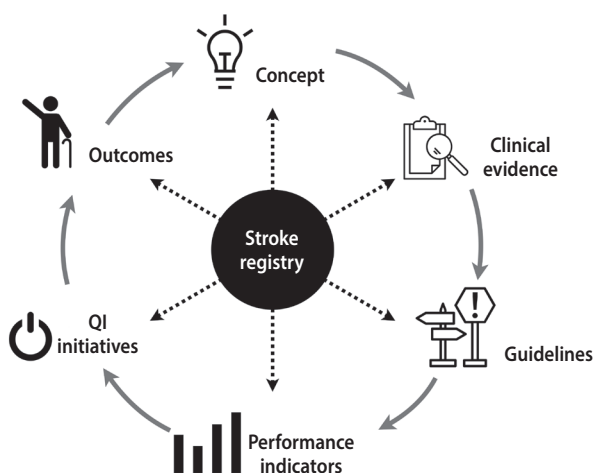 Concept
Clinical
evidence
Guidelines
Performance
indicators
QI
initiatives
Outcomes
Stroke
registry